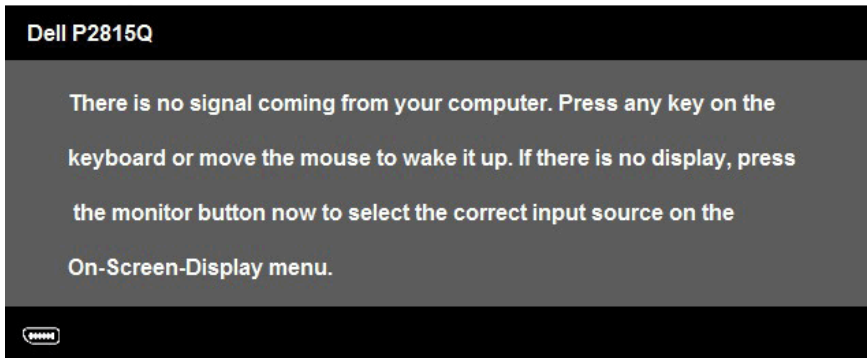 Dell P2815Q
There is no signal coming from your computer. Press any key on the
keyboard or move the mouse to wake it up. If there is no display, press
the monitor button now to select the correct input source on the
On-Screen-Display menu.